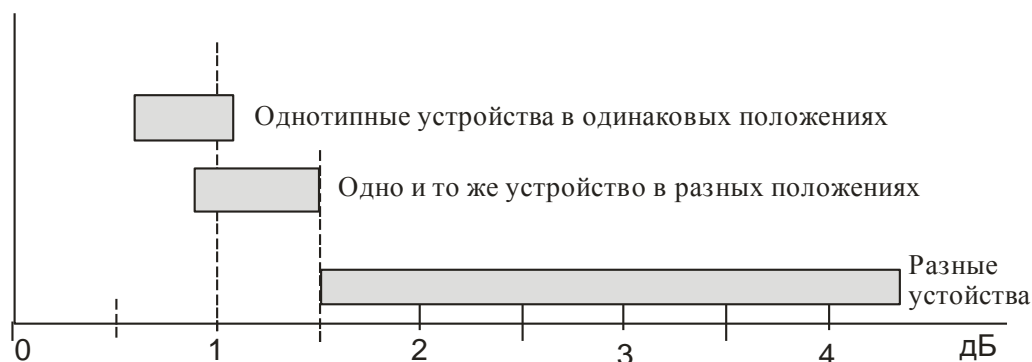 Однотипные устройства в одинаковых положениях
Одно и то же устройство в разных положениях
Разные
устойства
0 1 2 3 4 дБ